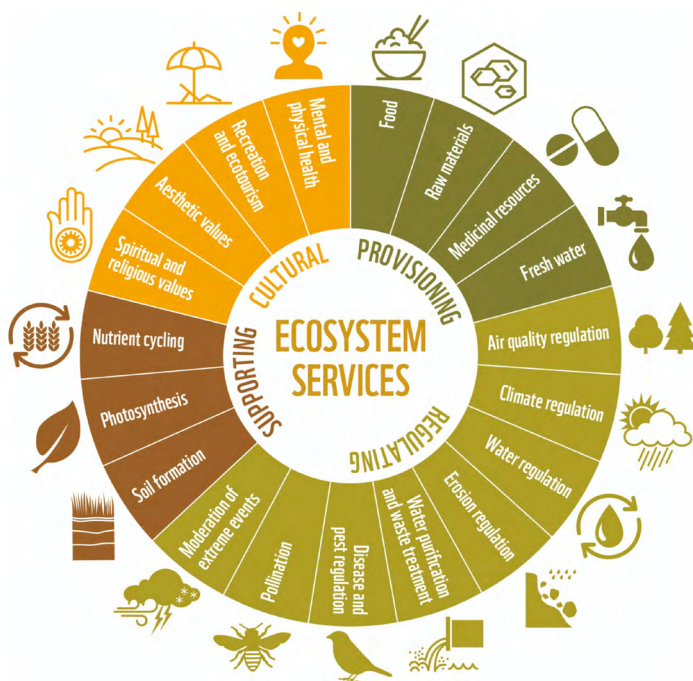 ECOSYSTEM
SERVICES
PROVISIONING
Food
Raw materials
Medicinal resources
Fresh water
REGULATING
Air quality regulation
Climate regulation
Water regulation
Erosion regulation
Water purification
and waste treatment
Disease and
pest regulation
Pollination
Moderation of
extreme events
SUPPORTING
Soil formation
Photosynthesis
Nutrient cycling
CULTURAL
Spiritual and
religious values
Aesthetic values
Recreation
and ecotourism
Mental and
physical health